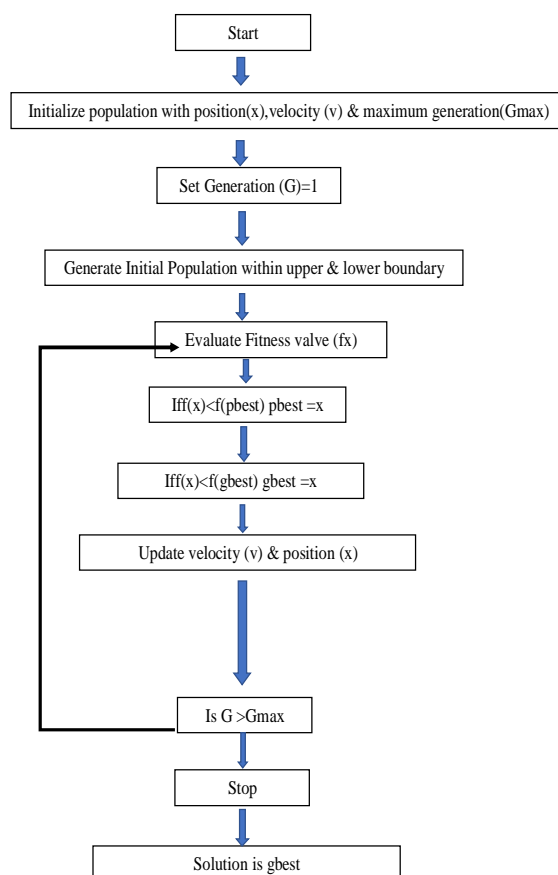 Start
Initialize population with position(x),velocity (v) & maximum generation(Gmax)
Set Generation (G)=1
Generate Initial Population within upper & lower boundary
Evaluate Fitness valve (fx)
Iff(x)<f(pbest) pbest =x
Iff(x)<f(gbest) gbest =x
Update velocity (v) & position (x)
Is G >Gmax
Stop
Solution is gbest